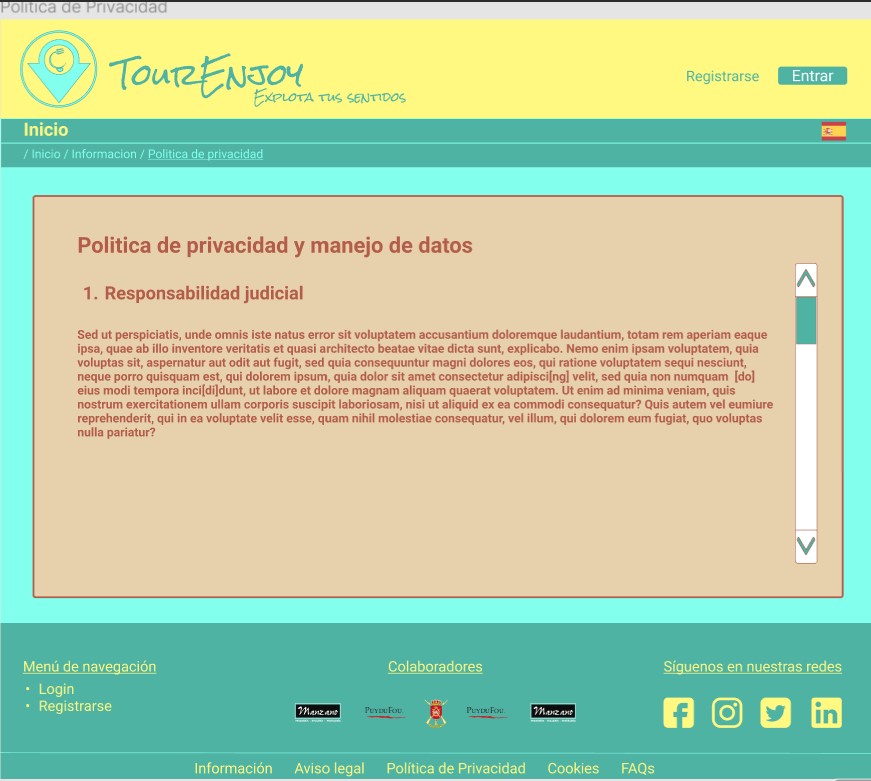 Política de Privacidad
TourEnjoy
Explota tus sentidos
Registrarse
Entrar
Inicio
/ Inicio / Informacion / Politica de privacidad
Politica de privacidad y manejo de datos
1. Responsabilidad judicial
Sed ut perspiciatis, unde omnis iste natus error sit voluptatem accusantium doloremque laudantium, totam rem aperiam eaque
ipsa, quae ab illo inventore veritatis et quasi architecto beatae vitae dicta sunt, explicabo. Nemo enim ipsam voluptatem, quia
voluptas sit, aspernatur aut odit aut fugit, sed quia consequuntur magni dolores eos, qui ratione voluptatem sequi nesciunt,
neque porro quisquam est, qui dolorem ipsum, quia dolor sit amet consectetur adipisci[ng] velit, sed quia non numquam [do]
eius modi tempora inci[di]dunt, ut labore et dolore magnam aliquam quaerat voluptatem. Ut enim ad minima veniam, quis
nostrum exercitationem ullam corporis suscipit laboriosam, nisi ut aliquid ex ea commodi consequatur? Quis autem vel eumiure
reprehenderit, qui in ea voluptate velit esse, quam nihil molestiae consequatur, vel illum, qui dolorem eum fugiat, quo voluptas
nulla pariatur?
Menú de navegación
• Login
• Registrarse
Colaboradores
Manzano
PUY DU FOU
PUY DU FOU
Manzano
Síguenos en nuestras redes
Información
Aviso legal
Política de Privacidad
Cookies
FAQs